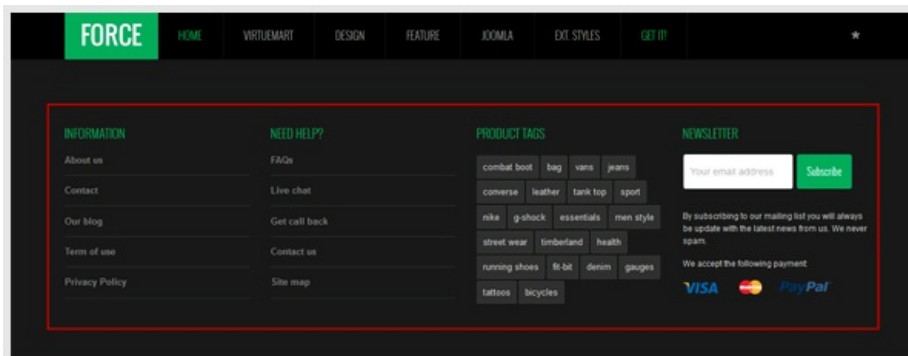 FORCE
HOME VIRTUEMART DESIGN FEATURE JOOMLA EXT. STYLES GET IT!
INFORMATION
About us
Contact
Our blog
Term of use
Privacy Policy
NEED HELP?
FAQs
Live chat
Get call back
Contact us
Site map
PRODUCT TAGS
combat boot bag vans jeans
converse leather tank top sport
nike g-shock essentials men style
street wear timberland health
running shoes fit-bit denim gauges
tattoos bicycles
NEWSLETTER
Your email address Subscribe
By subscribing to our mailing list you will always
be update with the latest news from us. We never
spam.
We accept the following payment:
VISA MasterCard PayPal